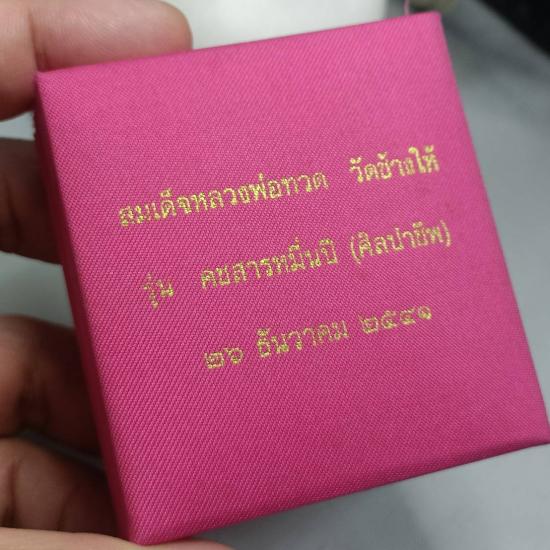 สมเด็จหลวงพ่อทวด วัดช้างให้
รุ่น คชสารหมื่นปี (ศิลปาชีพ)
๒๖ ธันวาคม ๒๕๔๑